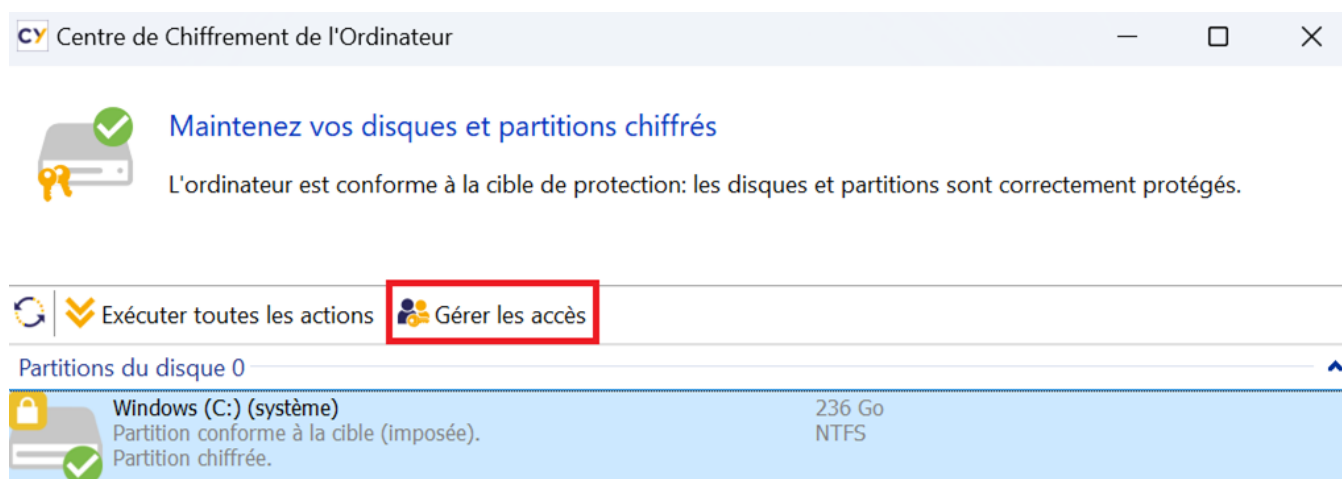 CY Centre de Chiffrement de l'Ordinateur
Maintenez vos disques et partitions chiffrés
L'ordinateur est conforme à la cible de protection: les disques et partitions sont correctement protégés.
Exécuter toutes les actions Gérer les accès
Partitions du disque 0
Windows (C:) (système) 236 Go
Partition conforme à la cible (imposée). NTFS
Partition chiffrée.